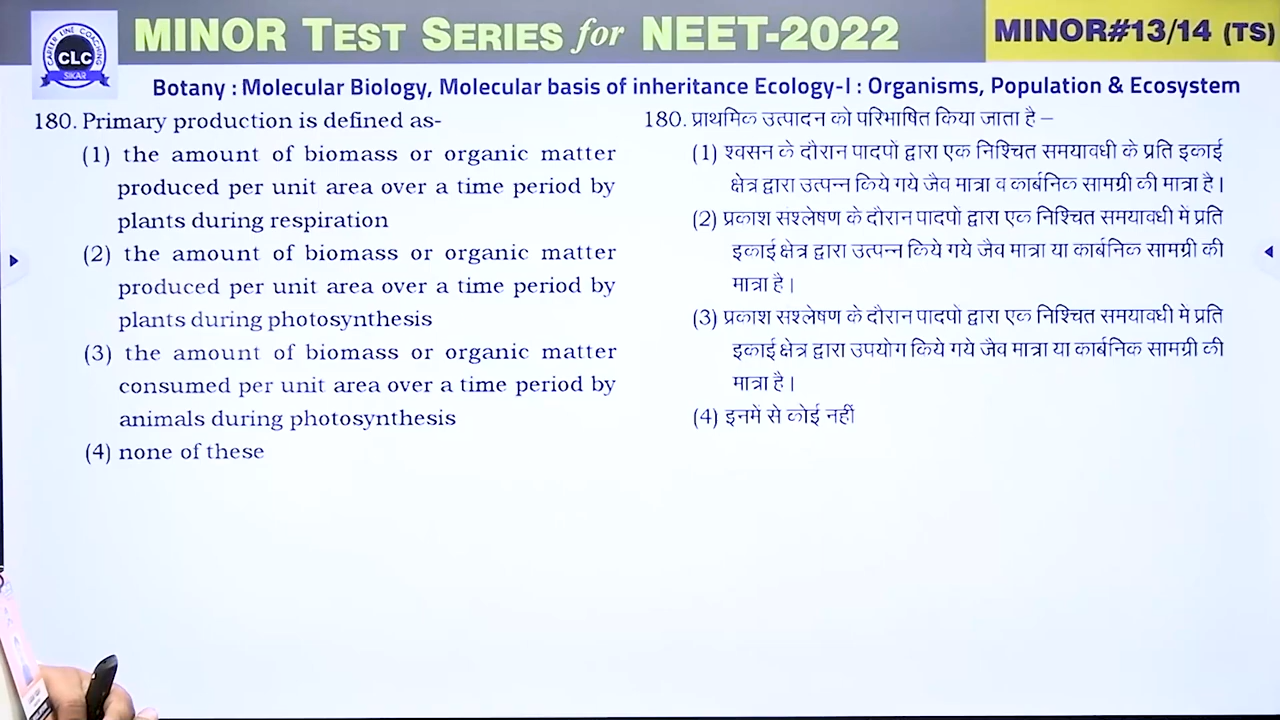 CAREER LINE COACHING
CLC
SIKAR
MINOR TEST SERIES for NEET-2022
MINOR#13/14 (TS)
Botany : Molecular Biology, Molecular basis of inheritance Ecology-I : Organisms, Population & Ecosystem
180. Primary production is defined as-
(1) the amount of biomass or organic matter
produced per unit area over a time period by
plants during respiration
(2) the amount of biomass or organic matter
produced per unit area over a time period by
plants during photosynthesis
(3) the amount of biomass or organic matter
consumed per unit area over a time period by
animals during photosynthesis
(4) none of these
180. प्राथमिक उत्पादन को परिभाषित किया जाता है –
(1) श्वसन के दौरान पादपों द्वारा एक निश्चित समयावधी के प्रति इकाई
क्षेत्र द्वारा उत्पन्न किये गये जैव मात्रा व कार्बनिक सामग्री की मात्रा है।
(2) प्रकाश संश्लेषण के दौरान पादपों द्वारा एक निश्चित समयावधी में प्रति
इकाई क्षेत्र द्वारा उत्पन्न किये गये जैव मात्रा या कार्बनिक सामग्री की
मात्रा है।
(3) प्रकाश संश्लेषण के दौरान पादपों द्वारा एक निश्चित समयावधी में प्रति
इकाई क्षेत्र द्वारा उपयोग किये गये जैव मात्रा या कार्बनिक सामग्री की
मात्रा है।
(4) इनमें से कोई नहीं